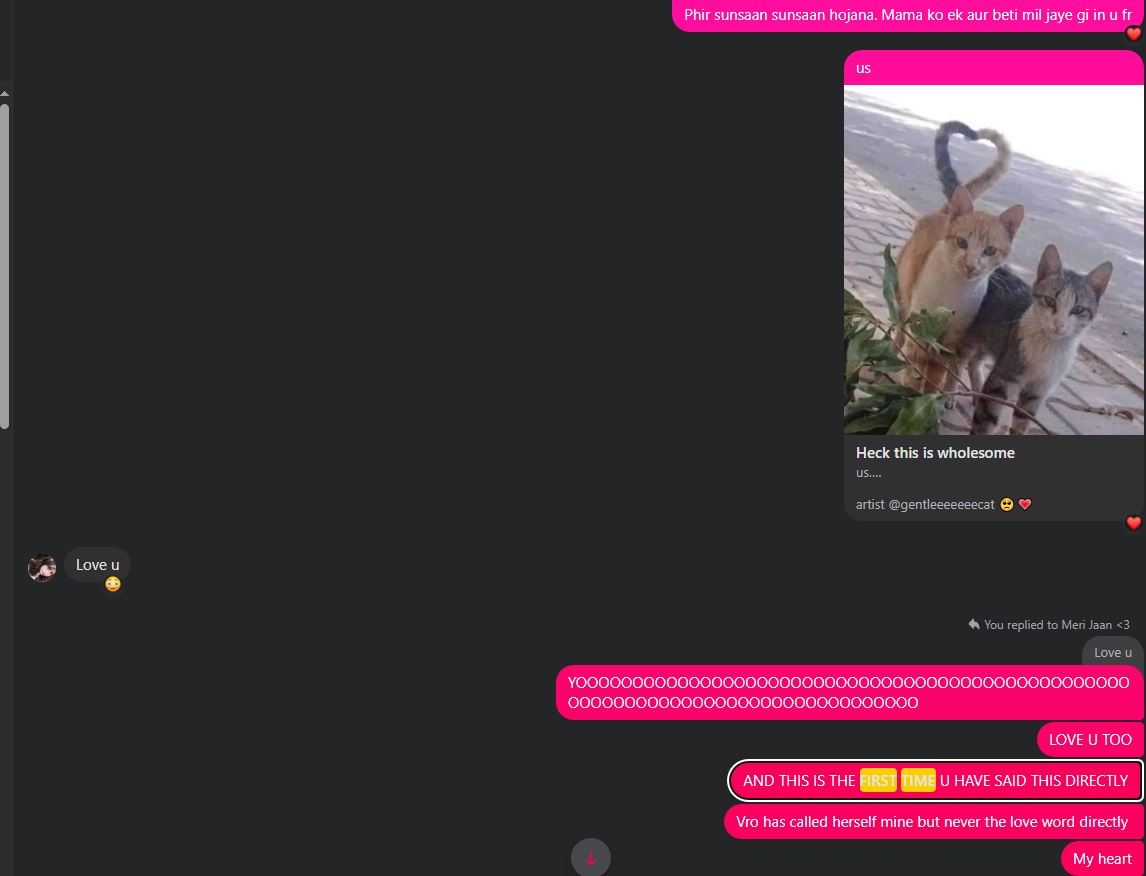 Phir sunsaan sunsaan hojana. Mama ko ek aur beti mil jaye gi in u fr
us
Heck this is wholesome
us....
artist @gentleeeeeeecat 🥺 ❤️
Love u
You replied to Meri Jaan <3
Love u
YOOOOOOOOOOOOOOOOOOOOOOOOOOOOOOOOOOOOOOOOOOOOOOOOO
OOOOOOOOOOOOOOOOOOOOOOOOOOOOOOO
LOVE U TOO
AND THIS IS THE FIRST TIME U HAVE SAID THIS DIRECTLY
Vro has called herself mine but never the love word directly
My heart